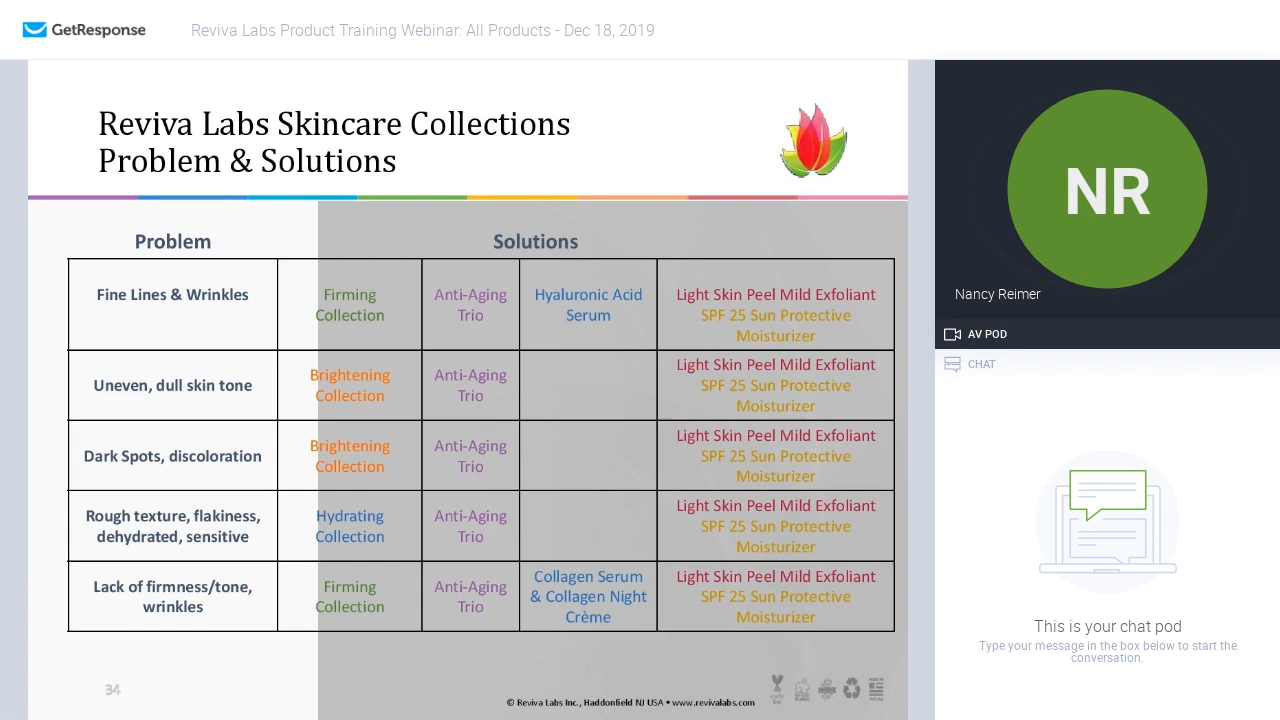 GetResponse
Reviva Labs Product Training Webinar: All Products - Dec 18, 2019
Reviva Labs Skincare Collections
Problem & Solutions
Problem
Solutions
Fine Lines & Wrinkles
Firming
Collection
Anti-Aging
Trio
Hyaluronic Acid
Serum
Light Skin Peel Mild Exfoliant
SPF 25 Sun Protective
Moisturizer
Uneven, dull skin tone
Brightening
Collection
Anti-Aging
Trio
Light Skin Peel Mild Exfoliant
SPF 25 Sun Protective
Moisturizer
Dark Spots, discoloration
Brightening
Collection
Anti-Aging
Trio
Light Skin Peel Mild Exfoliant
SPF 25 Sun Protective
Moisturizer
Rough texture, flakiness,
dehydrated, sensitive
Hydrating
Collection
Anti-Aging
Trio
Light Skin Peel Mild Exfoliant
SPF 25 Sun Protective
Moisturizer
Lack of firmness/tone,
wrinkles
Firming
Collection
Anti-Aging
Trio
Collagen Serum
& Collagen Night
Crème
Light Skin Peel Mild Exfoliant
SPF 25 Sun Protective
Moisturizer
34
© Reviva Labs Inc., Haddonfield NJ USA • www.revivalabs.com
NR
Nancy Reimer
AV POD
CHAT
This is your chat pod
Type your message in the box below to start the
conversation.